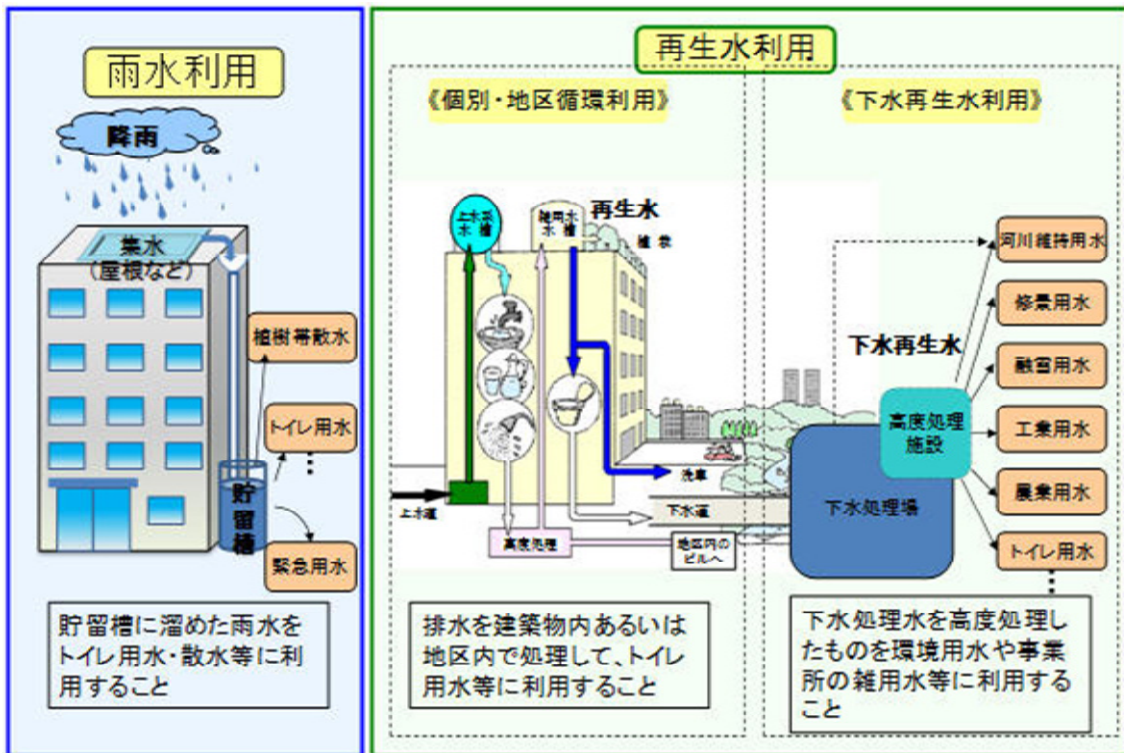 雨水利用
降雨
集水
(屋根など)
植樹帯散水
トイレ用水
貯留槽
緊急用水
貯留槽に溜めた雨水を
トイレ用水・散水等に利
用すること
再生水利用
《個別・地区循環利用》
上水系
水槽
雑用水
水槽
再生水
植栽
洗車
上水道
下水道
高度処理
地区内の
ビルへ
排水を建築物内あるいは
地区内で処理して、トイレ
用水等に利用すること
《下水再生水利用》
下水再生水
高度処理
施設
下水処理場
河川維持用水
修景用水
融雪用水
工業用水
農業用水
トイレ用水
下水処理水を高度処理し
たものを環境用水や事業
所の雑用水等に利用する
こと